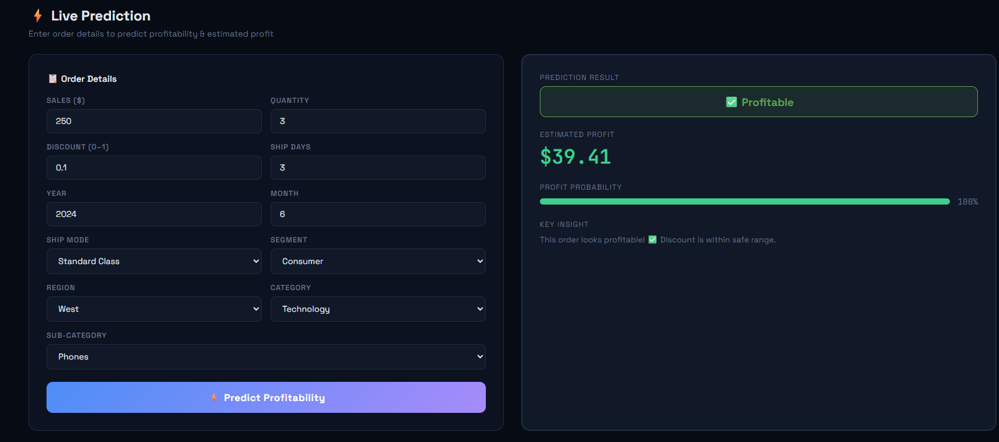 ⚡ Live Prediction
Enter order details to predict profitability & estimated profit
📋 Order Details
SALES ($)
250
QUANTITY
3
DISCOUNT (0–1)
0.1
SHIP DAYS
3
YEAR
2024
MONTH
6
SHIP MODE
Standard Class
SEGMENT
Consumer
REGION
West
CATEGORY
Technology
SUB-CATEGORY
Phones
⚡ Predict Profitability
PREDICTION RESULT
✅ Profitable
ESTIMATED PROFIT
$39.41
PROFIT PROBABILITY
100%
KEY INSIGHT
This order looks profitable! ✅ Discount is within safe range.